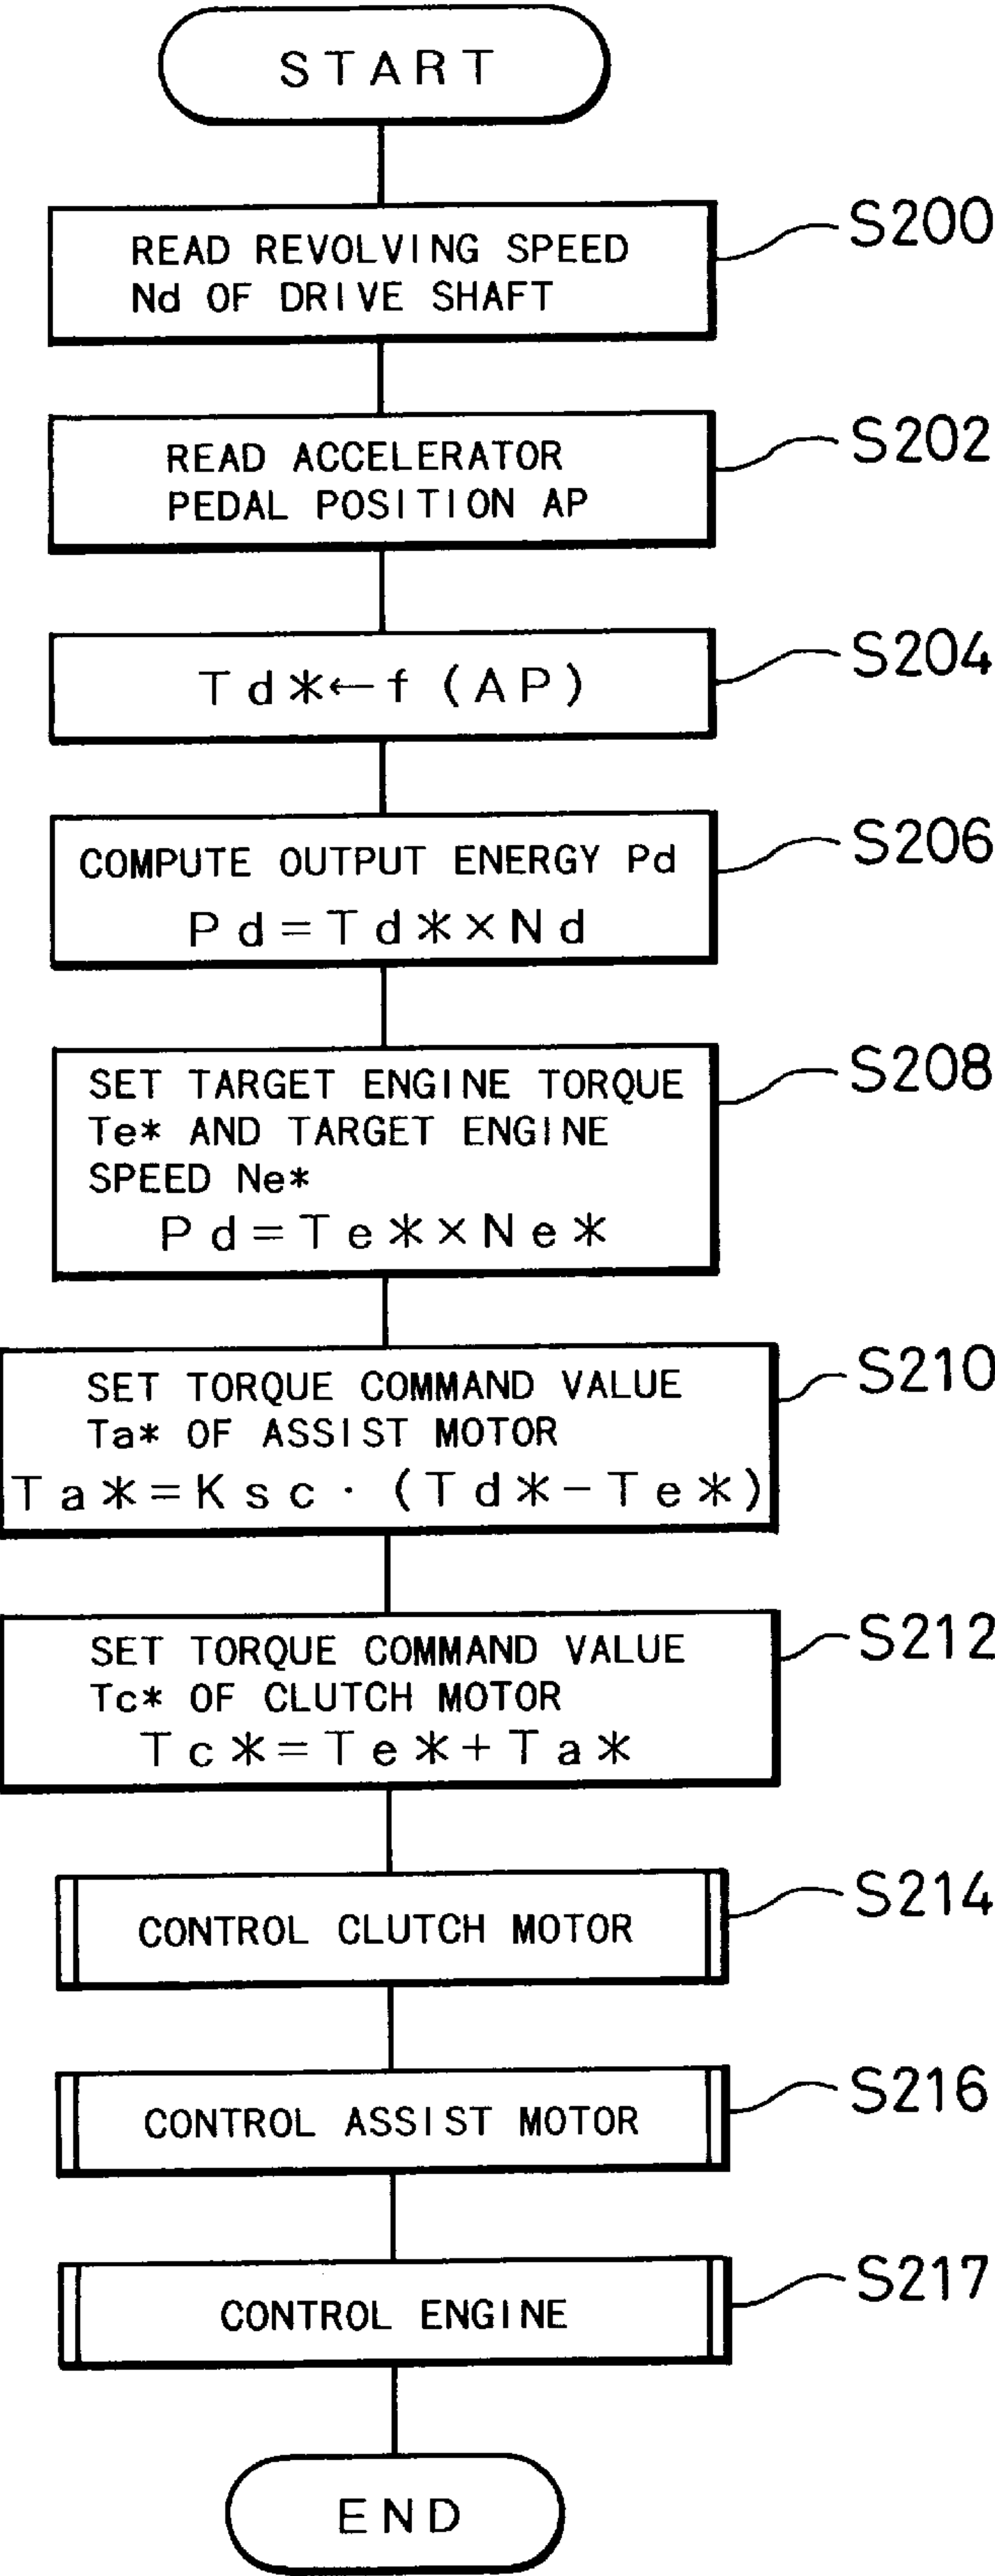 START
S200
READ REVOLVING SPEED
Nd OF DRIVE SHAFT
S202
READ ACCELERATOR
PEDAL POSITION AP
S204
Td*←f (AP)
S206
COMPUTE OUTPUT ENERGY Pd
Pd=Td*×Nd
S208
SET TARGET ENGINE TORQUE
Te* AND TARGET ENGINE
SPEED Ne*
Pd=Te*×Ne*
S210
SET TORQUE COMMAND VALUE
Ta* OF ASSIST MOTOR
Ta*=Ksc・(Td*-Te*)
S212
SET TORQUE COMMAND VALUE
Tc* OF CLUTCH MOTOR
Tc*=Te*+Ta*
S214
CONTROL CLUTCH MOTOR
S216
CONTROL ASSIST MOTOR
S217
CONTROL ENGINE
END